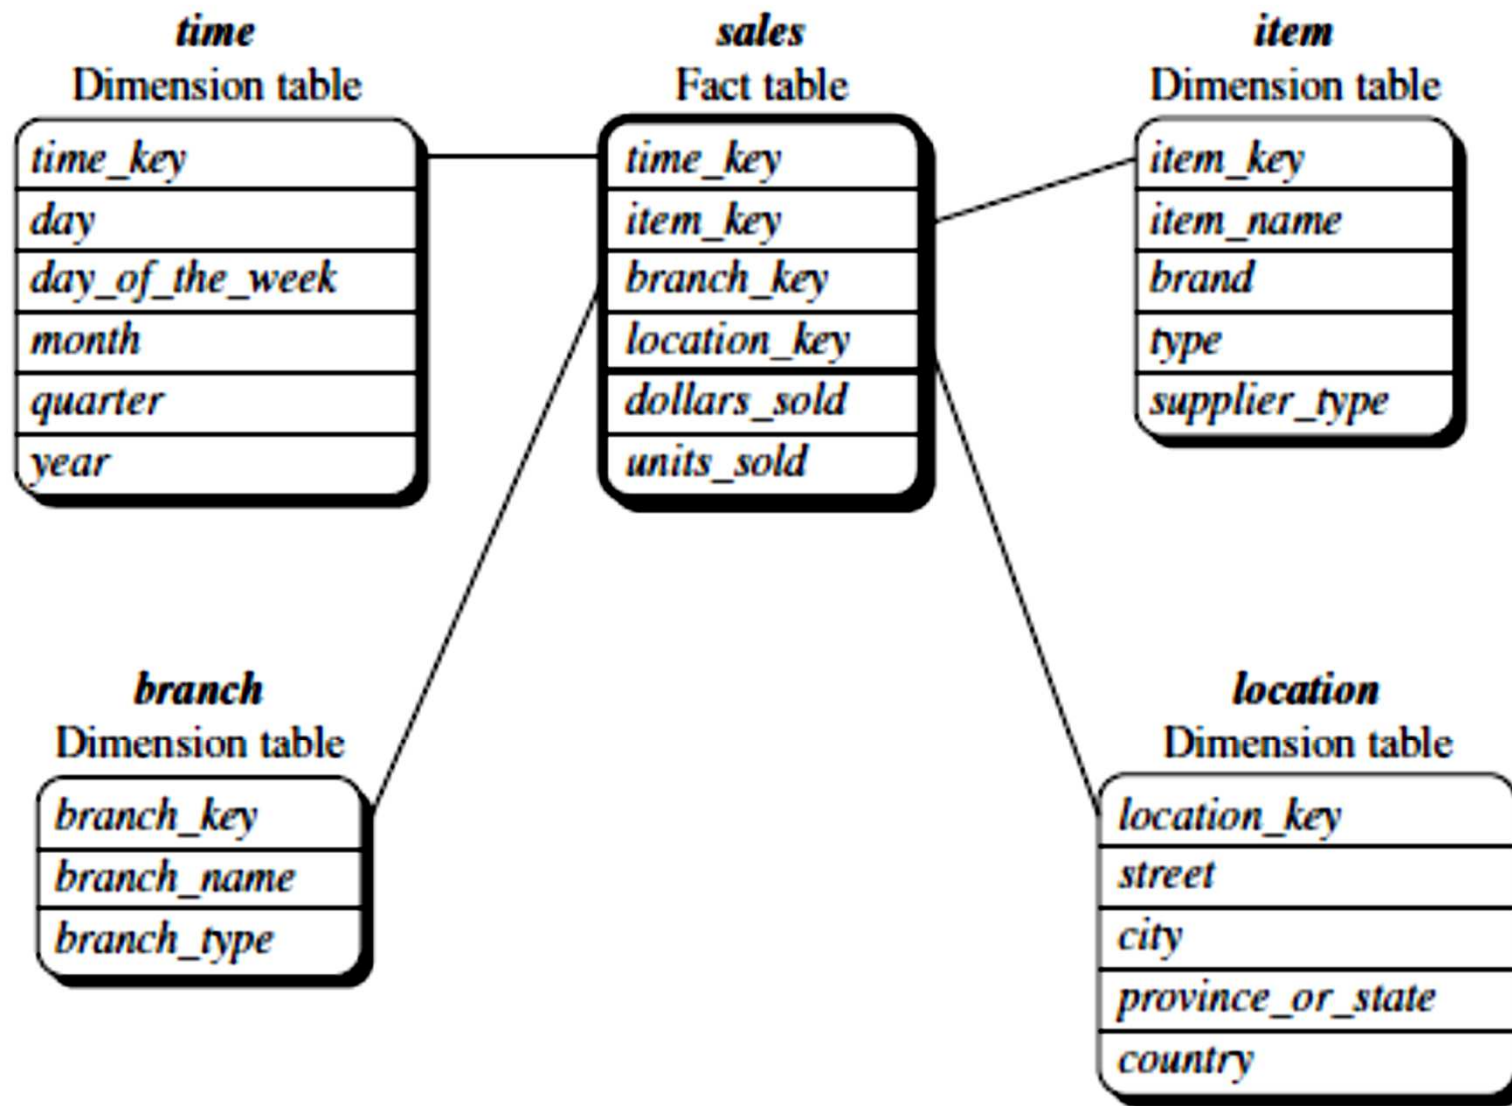 time
Dimension table
time_key
day
day_of_the_week
month
quarter
year
sales
Fact table
time_key
item_key
branch_key
location_key
dollars_sold
units_sold
item
Dimension table
item_key
item_name
brand
type
supplier_type
branch
Dimension table
branch_key
branch_name
branch_type
location
Dimension table
location_key
street
city
province_or_state
country